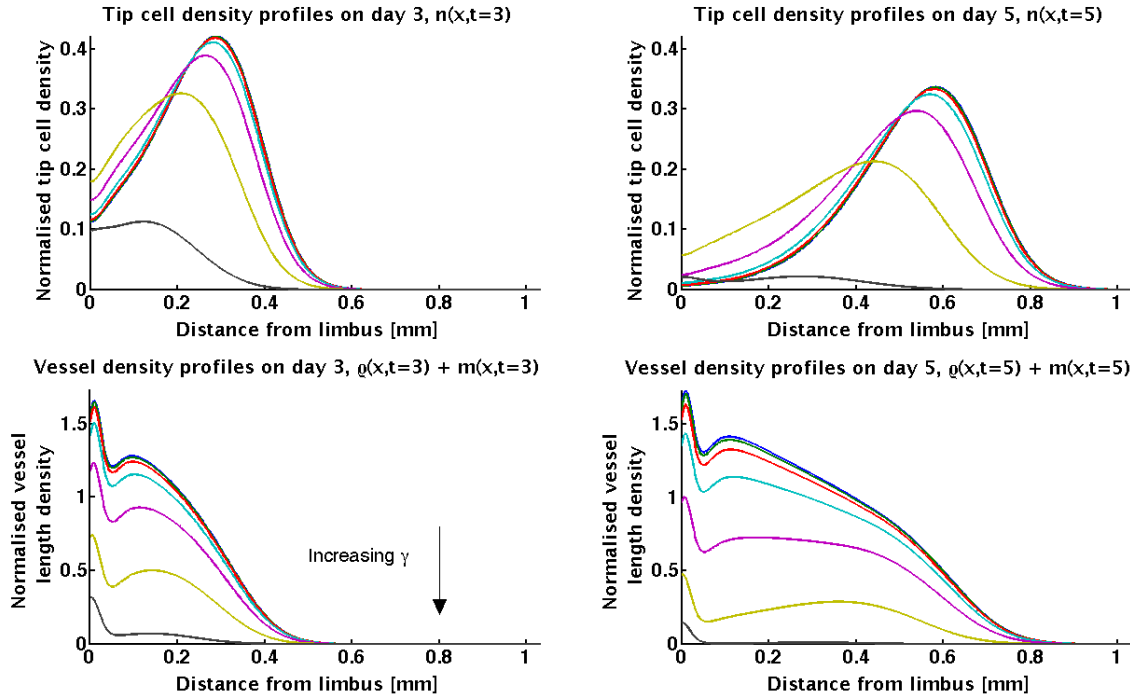 Tip cell density profiles on day 3, n(x,t=3)
Normalised tip cell density
0.4
0.3
0.2
0.1
0
0 0.2 0.4 0.6 0.8 1
Distance from limbus [mm]
Tip cell density profiles on day 5, n(x,t=5)
Normalised tip cell density
0.4
0.3
0.2
0.1
0
0 0.2 0.4 0.6 0.8 1
Distance from limbus [mm]
Vessel density profiles on day 3, ϱ(x,t=3) + m(x,t=3)
Normalised vessel
length density
1.5
1
0.5
0
Increasing γ
0 0.2 0.4 0.6 0.8 1
Distance from limbus [mm]
Vessel density profiles on day 5, ϱ(x,t=5) + m(x,t=5)
Normalised vessel
length density
1.5
1
0.5
0
0 0.2 0.4 0.6 0.8 1
Distance from limbus [mm]